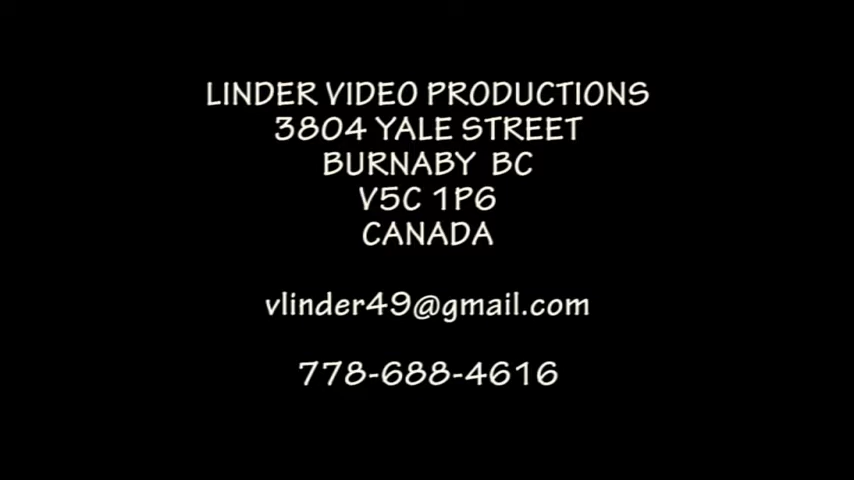 LINDER VIDEO PRODUCTIONS
3804 YALE STREET
BURNABY BC
V5C 1P6
CANADA
vlinder49@gmail.com
778-688-4616